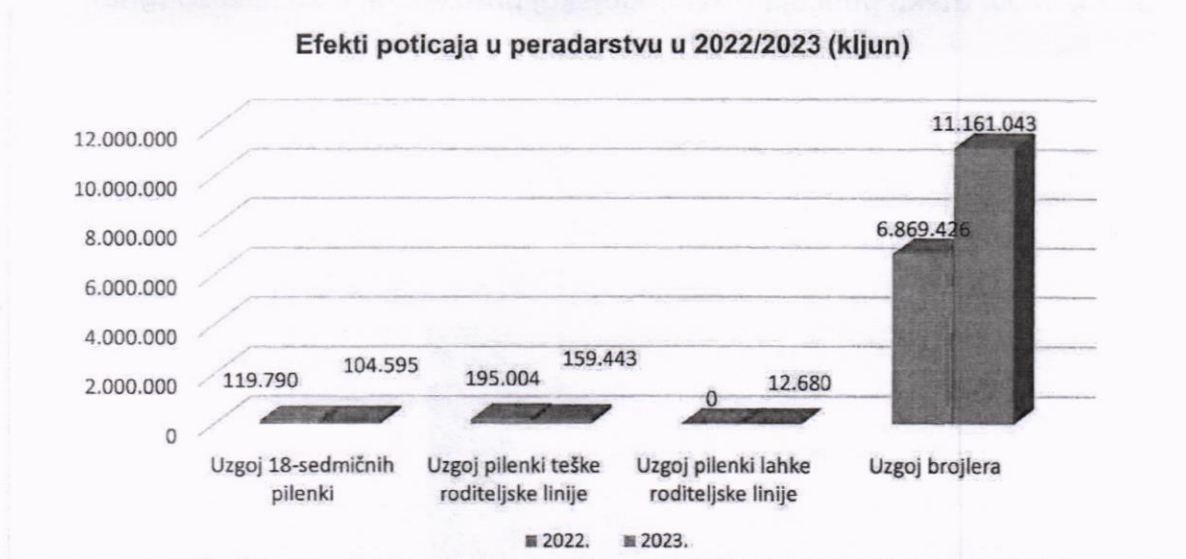 Efekti poticaja u peradarstvu u 2022/2023 (kljun)
12.000.000
10.000.000
8.000.000
6.000.000
4.000.000
2.000.000
0
119.790
104.595
195.004
159.443
0
12.680
6.869.426
11.161.043
Uzgoj 18-sedmičnih
pilenki
Uzgoj pilenki teške
roditeljske linije
Uzgoj pilenki lahke
roditeljske linije
Uzgoj brojlera
2022.
2023.